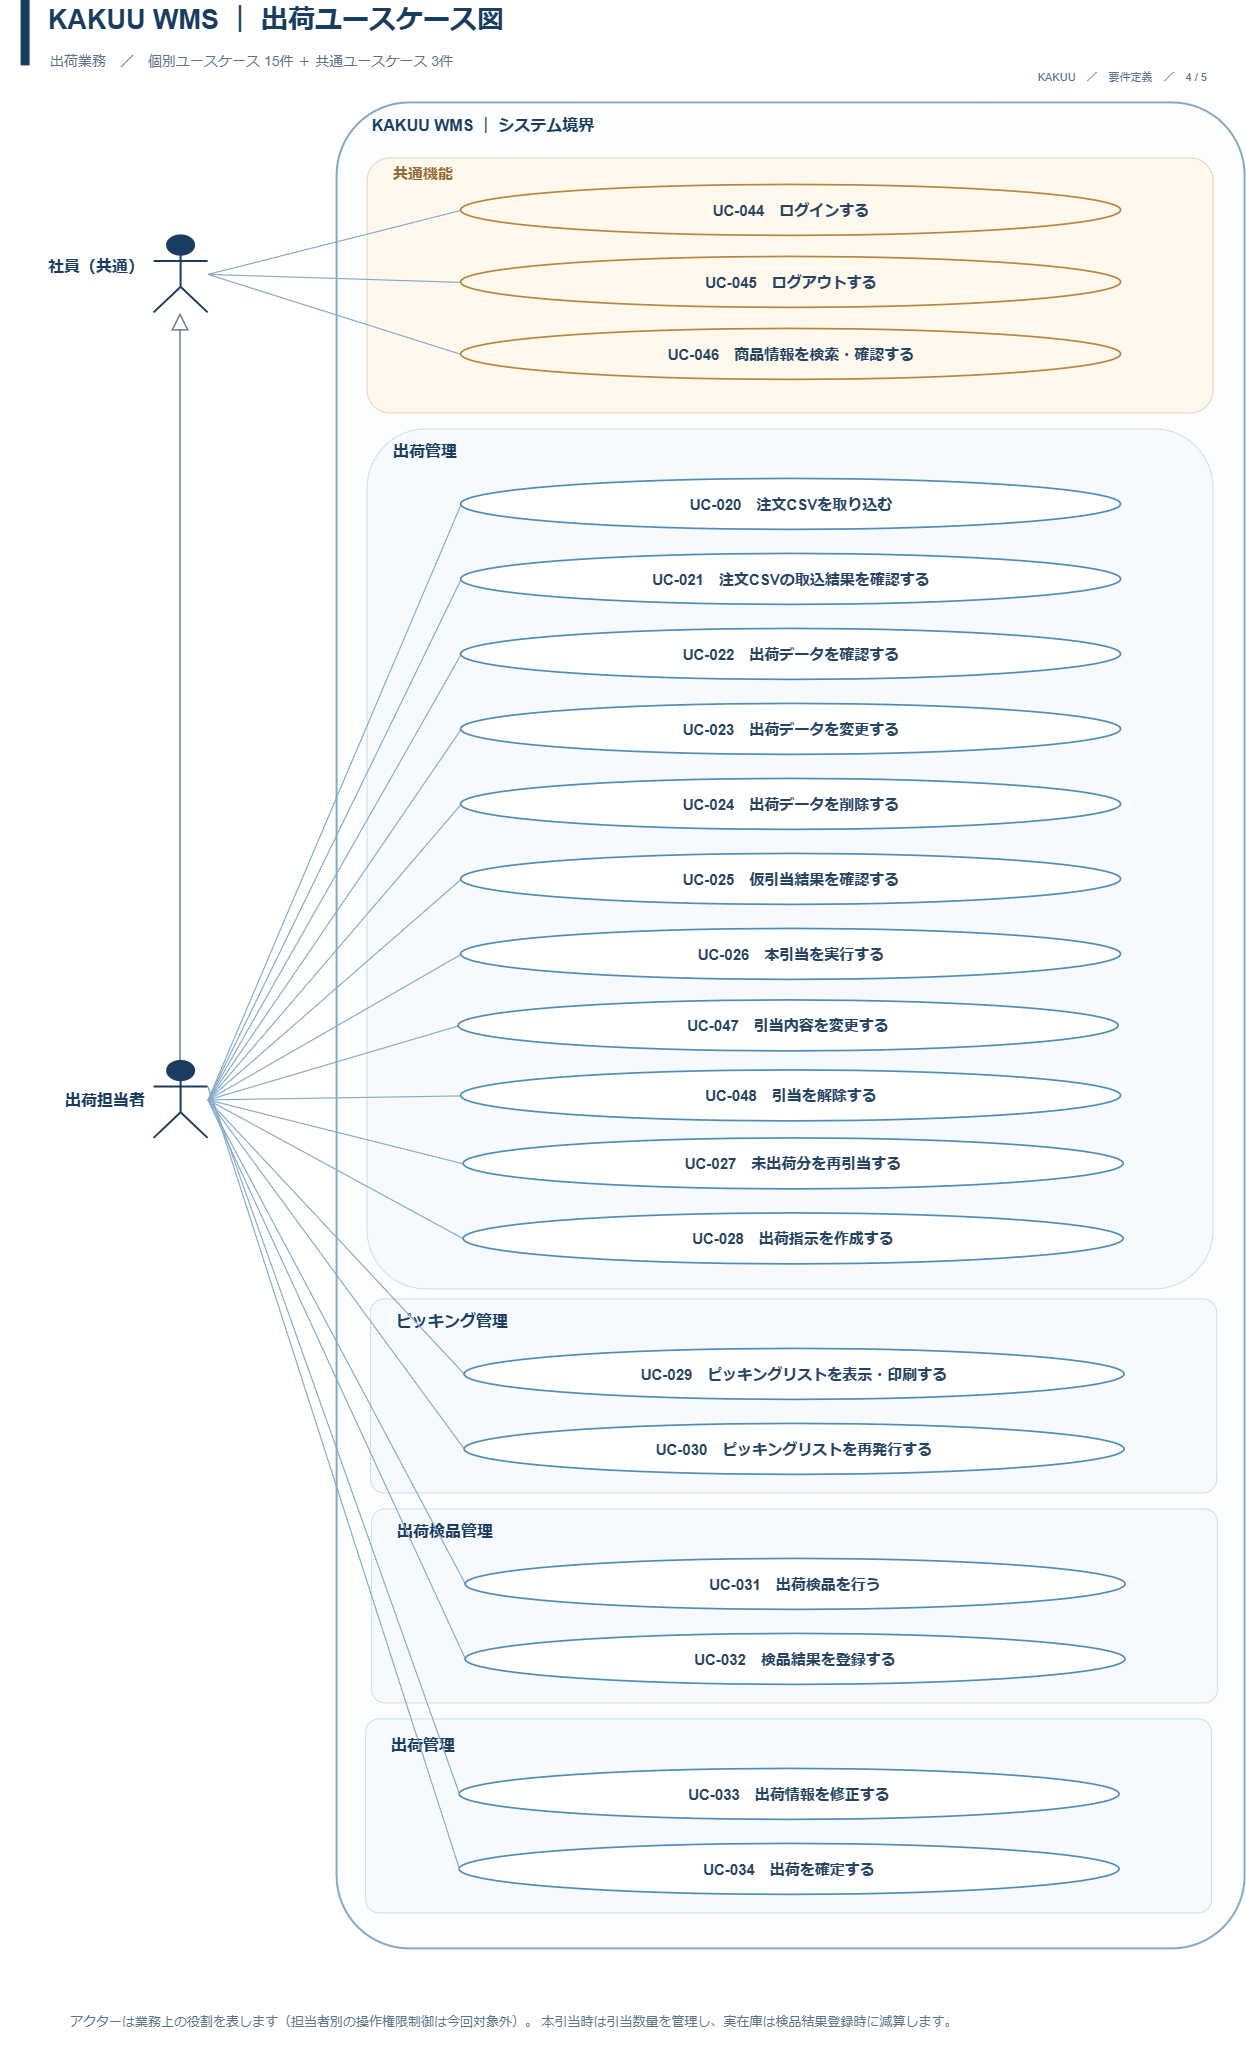 KAKUU WMS ｜ 出荷ユースケース図
出荷業務　／　個別ユースケース 15件 ＋ 共通ユースケース 3件
KAKUU　／　要件定義　／　4 / 5
KAKUU WMS ｜ システム境界
共通機能
UC-044　ログインする
社員（共通）
UC-045　ログアウトする
UC-046　商品情報を検索・確認する
出荷管理
UC-020　注文CSVを取り込む
UC-021　注文CSVの取込結果を確認する
UC-022　出荷データを確認する
UC-023　出荷データを変更する
UC-024　出荷データを削除する
UC-025　仮引当結果を確認する
UC-026　本引当を実行する
UC-047　引当内容を変更する
出荷担当者
UC-048　引当を解除する
UC-027　未出荷分を再引当する
UC-028　出荷指示を作成する
ピッキング管理
UC-029　ピッキングリストを表示・印刷する
UC-030　ピッキングリストを再発行する
出荷検品管理
UC-031　出荷検品を行う
UC-032　検品結果を登録する
出荷管理
UC-033　出荷情報を修正する
UC-034　出荷を確定する
アクターは業務上の役割を表します（担当者別の操作権限制御は今回対象外）。 本引当時は引当数量を管理し、実在庫は検品結果登録時に減算します。